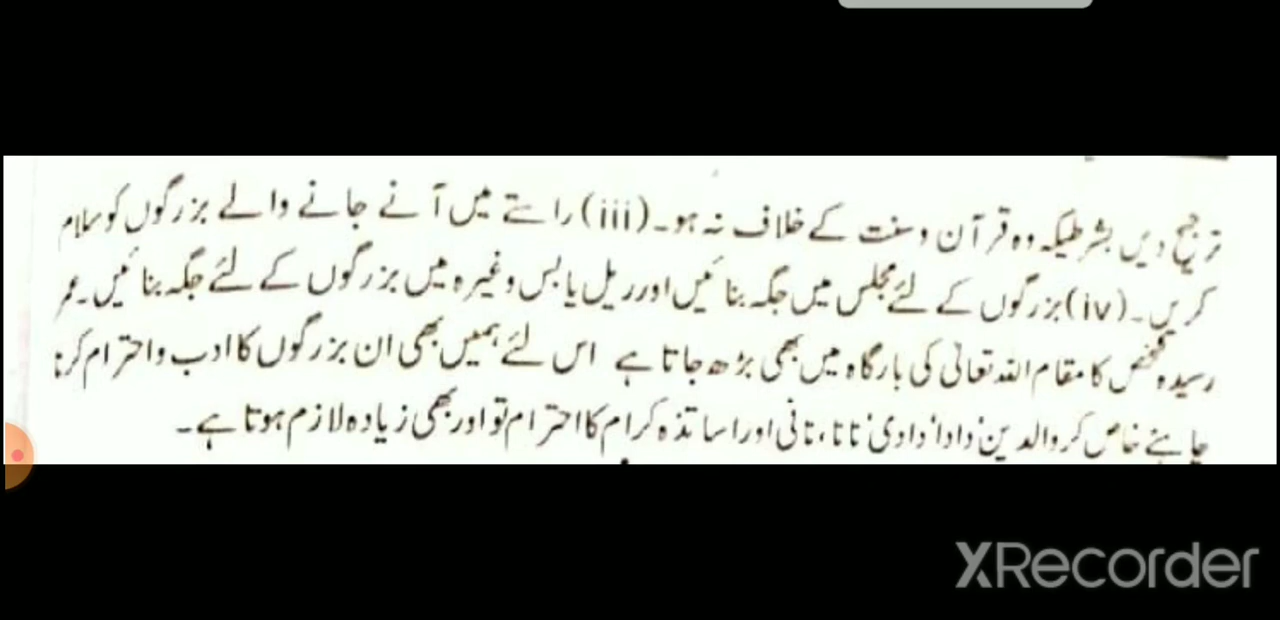 ترجیح دیں بشرطیکہ وہ قرآن و سنت کے خلاف نہ ہو۔(iii) راستے میں آنے جانے والے بزرگوں کو سلام
کریں۔(iv) بزرگوں کے لئے مجلس میں جگہ بنائیں اور ریل یا بس وغیرہ میں بزرگوں کے لئے جگہ بنائیں۔عمر
رسیدہ شخص کا مقام اللہ تعالیٰ کی بارگاہ میں بھی بڑھ جاتا ہے اس لئے ہمیں بھی ان بزرگوں کا ادب و احترام کرنا
چاہئے خاص کر والدین' دادا' دادی' نانا، نانی اور اساتذہ کرام کا احترام تو اور بھی زیادہ لازم ہوتا ہے۔
XRecorder